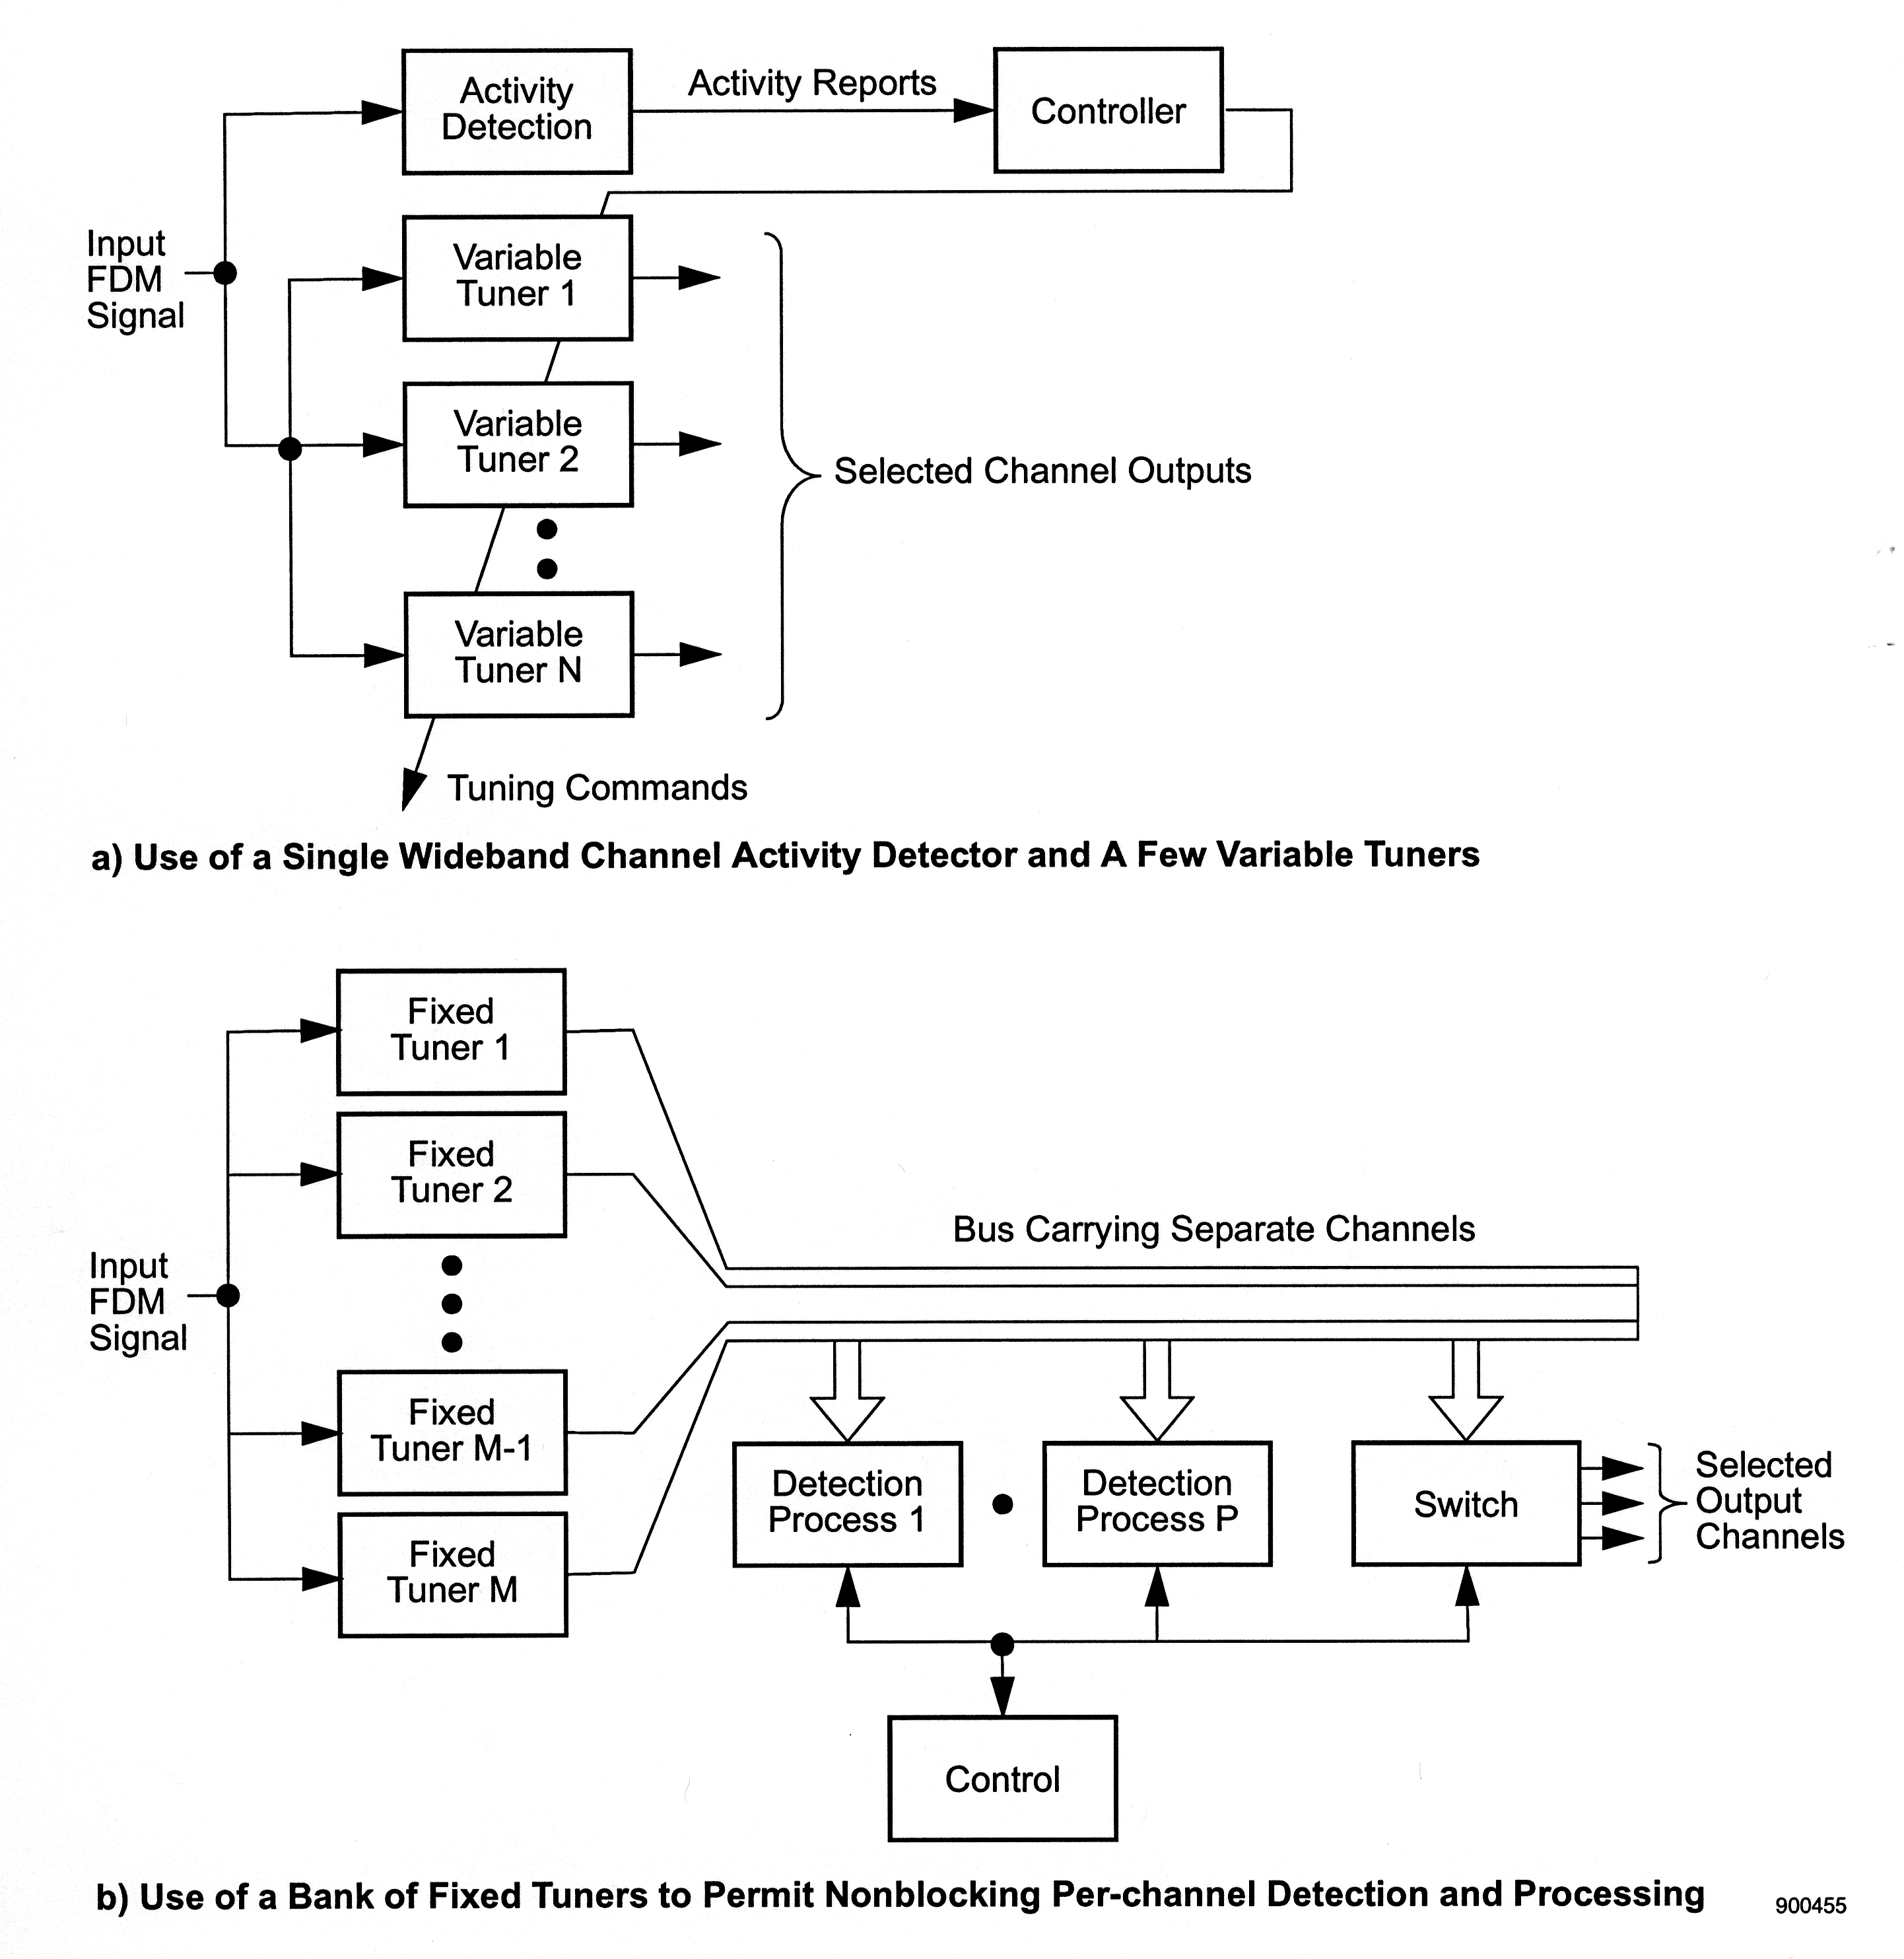 Activity
Detection
Activity Reports
Controller
Input
FDM
Signal
Variable
Tuner 1
Variable
Tuner 2
Selected Channel Outputs
Variable
Tuner N
Tuning Commands
a) Use of a Single Wideband Channel Activity Detector and A Few Variable Tuners
Fixed
Tuner 1
Fixed
Tuner 2
Bus Carrying Separate Channels
Input
FDM
Signal
Fixed
Tuner M-1
Fixed
Tuner M
Detection
Process 1
Detection
Process P
Switch
Selected
Output
Channels
Control
b) Use of a Bank of Fixed Tuners to Permit Nonblocking Per-channel Detection and Processing
900455